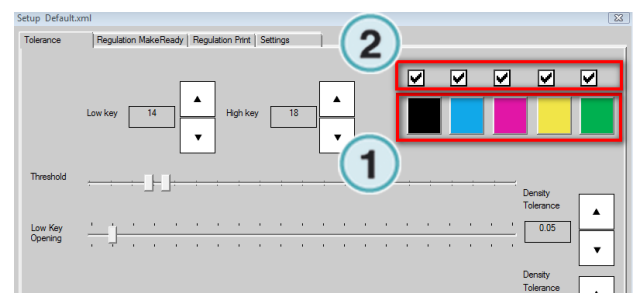 Setup Default.xml
Tolerance Regulation MakeReady Regulation Print Settings
2
Low key 14 High key 18
1
Threshold
Density
Tolerance
0.05
Low Key
Opening
Density
Tolerance